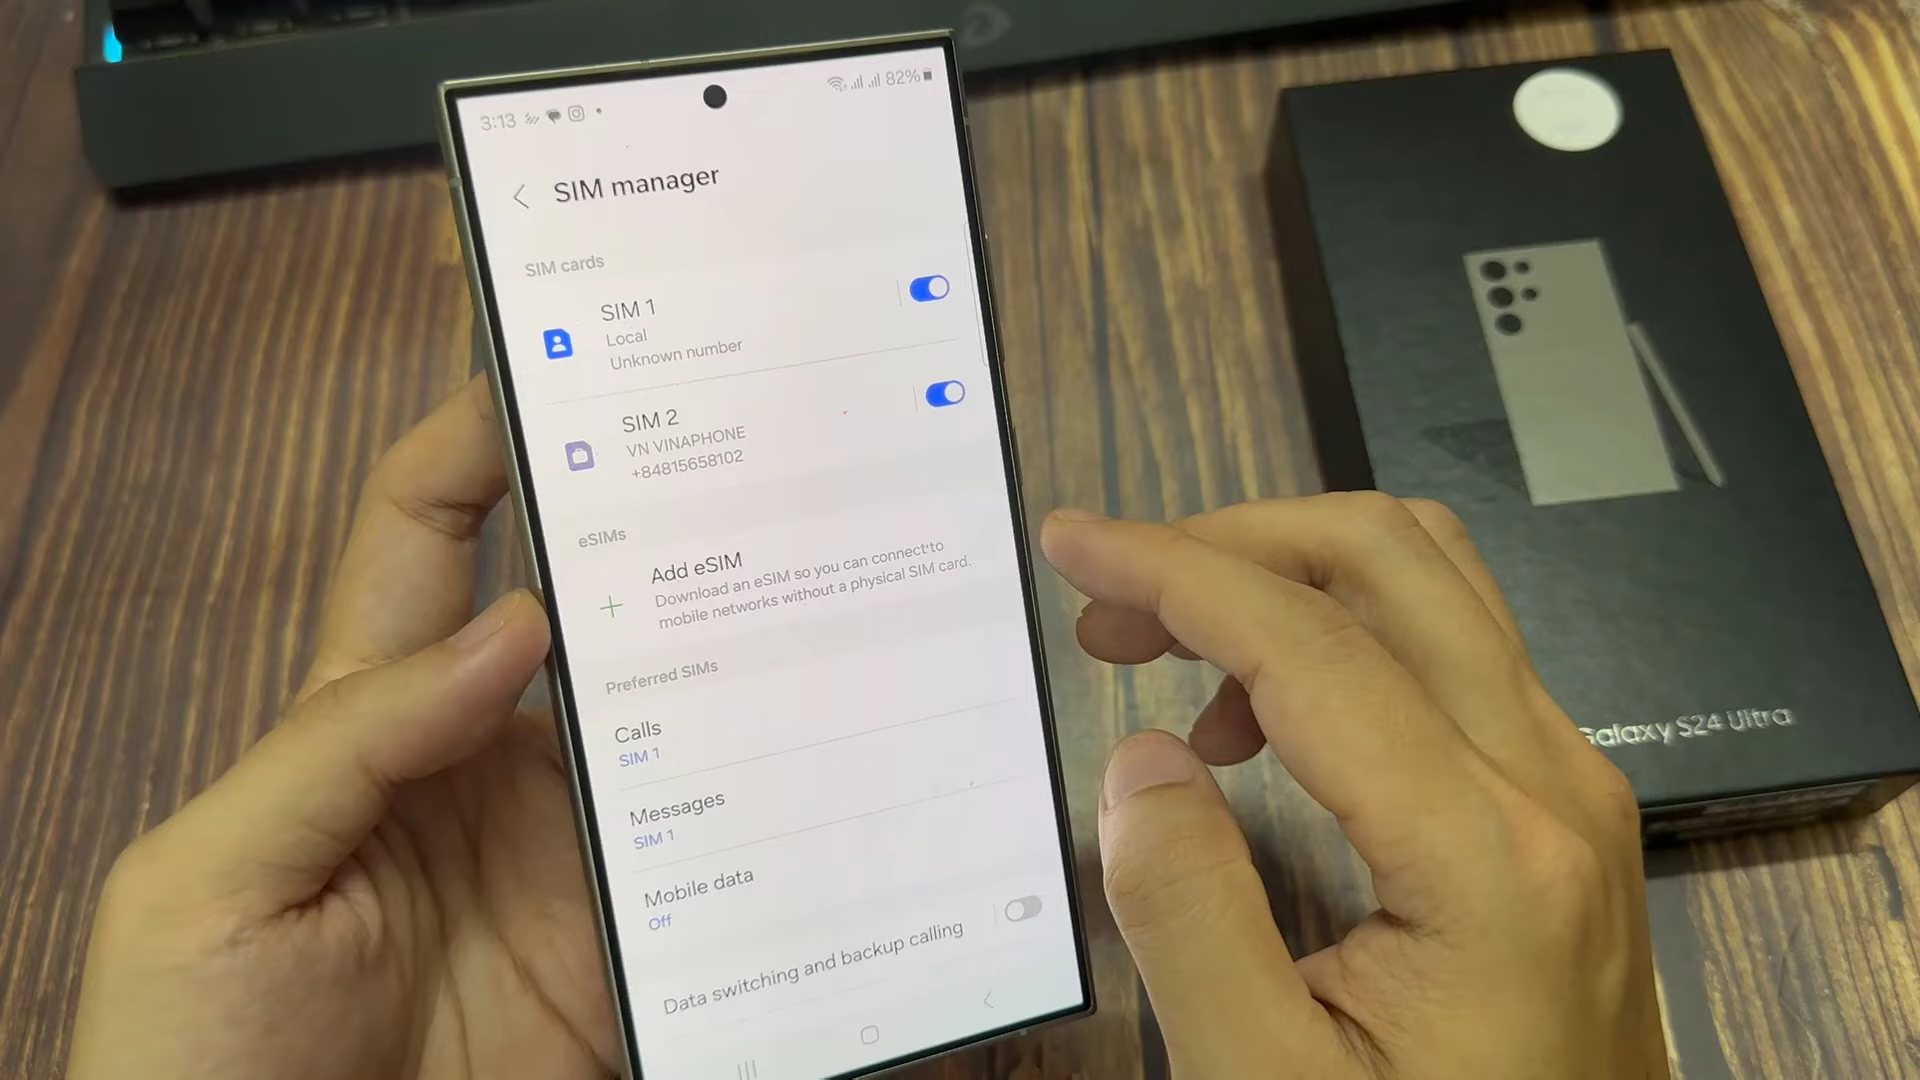 3:13
82%
SIM manager
SIM cards
SIM 1
Local
Unknown number
SIM 2
VN VINAPHONE
+84815658102
eSIMs
Add eSIM
Download an eSIM so you can connect to
mobile networks without a physical SIM card.
Preferred SIMs
Calls
SIM 1
Messages
SIM 1
Mobile data
Off
Data switching and backup calling
Galaxy S24 Ultra